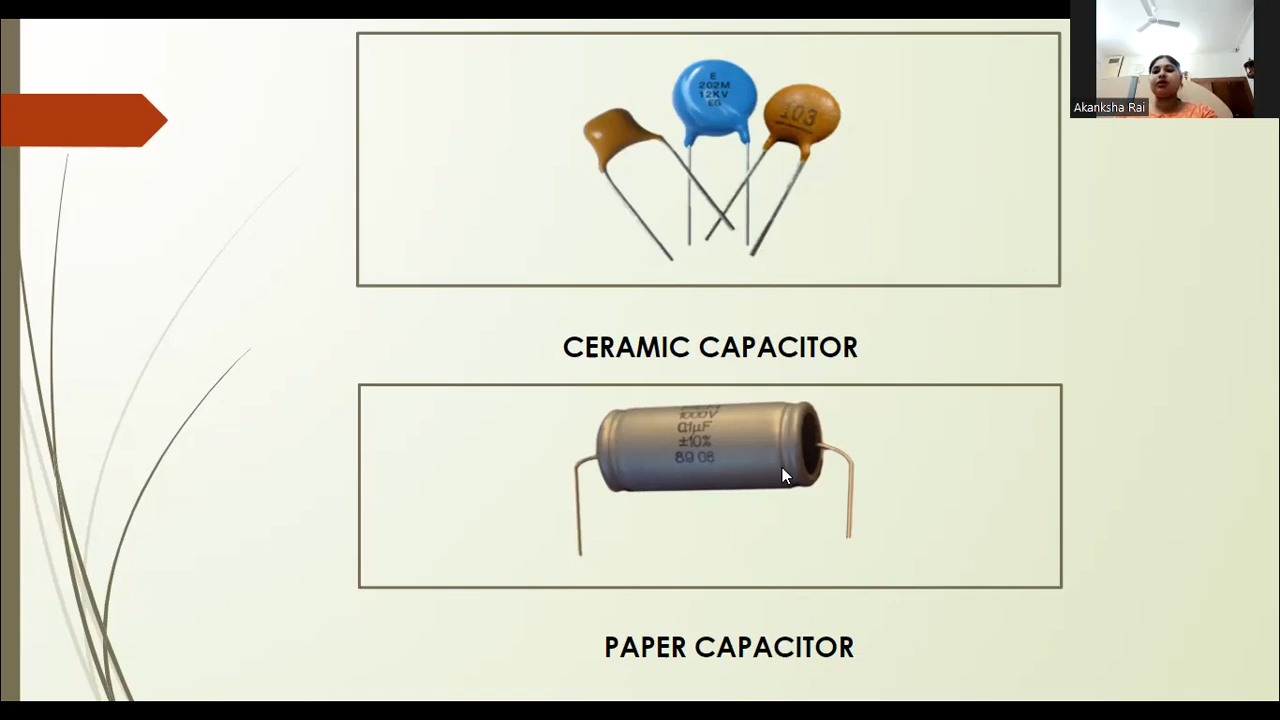 E
202M
12KV
EG
103
Akanksha Rai
CERAMIC CAPACITOR
1000V
0.1µF
±10%
89 08
PAPER CAPACITOR